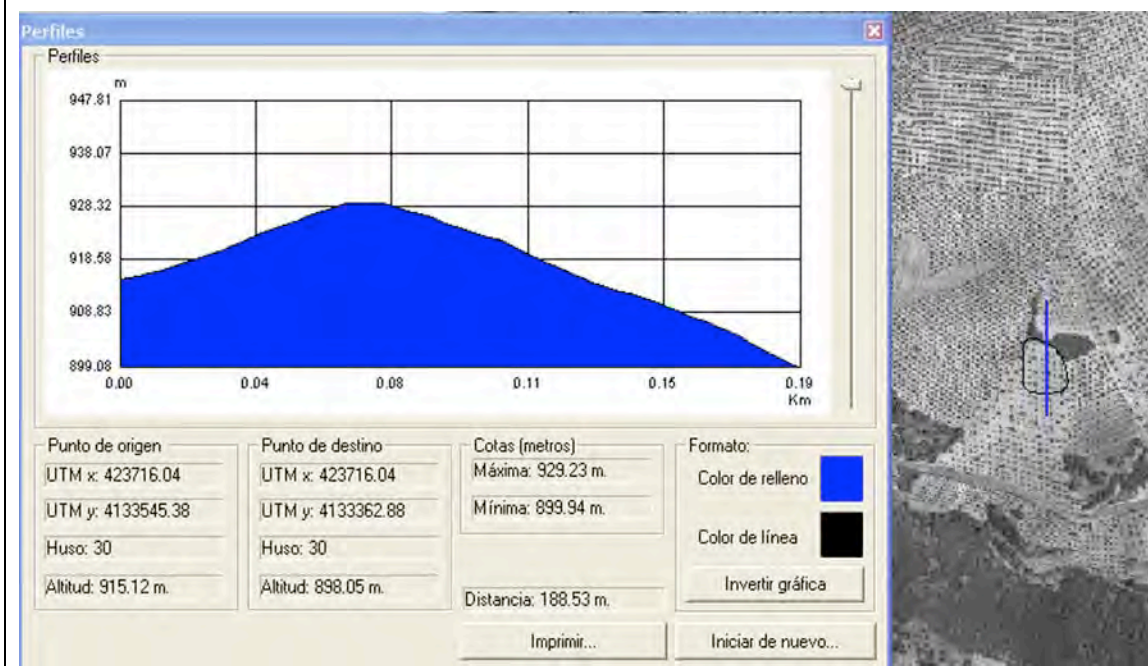 Perfiles
Perfiles
m
947.81
938.07
928.32
918.58
908.83
899.08
0.00 0.04 0.08 0.11 0.15 0.19
Km
Punto de origen
UTM x: 423716.04
UTM y: 4133545.38
Huso: 30
Altitud: 915.12 m.
Punto de destino
UTM x: 423716.04
UTM y: 4133362.88
Huso: 30
Altitud: 898.05 m.
Cotas (metros)
Máxima: 929.23 m.
Mínima: 899.94 m.
Distancia: 188.53 m.
Formato:
Color de relleno
Color de línea
Invertir gráfica
Imprimir...
Iniciar de nuevo...